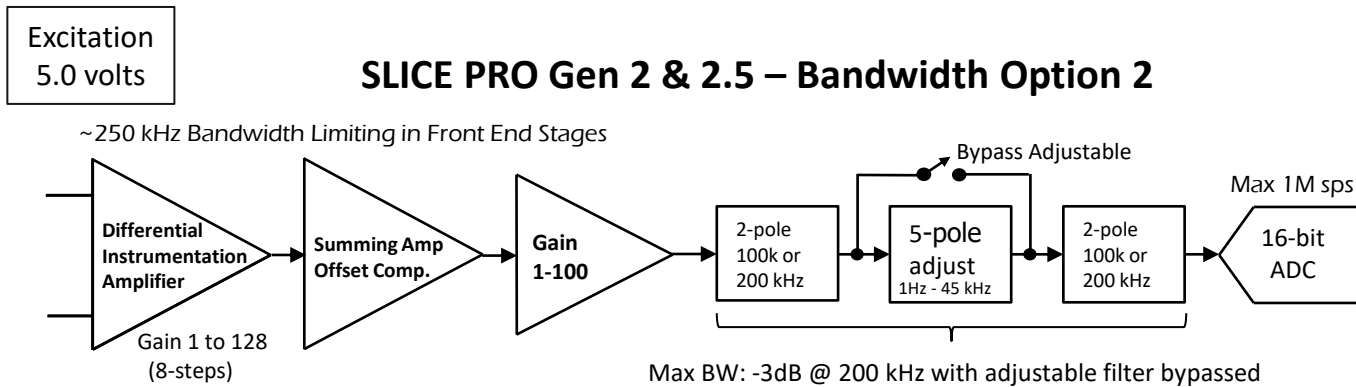 Excitation
5.0 volts
SLICE PRO Gen 2 & 2.5 – Bandwidth Option 2
~250 kHz Bandwidth Limiting in Front End Stages
Differential
Instrumentation
Amplifier
Gain 1 to 128
(8-steps)
Summing Amp
Offset Comp.
Gain
1-100
2-pole
100k or
200 kHz
Bypass Adjustable
5-pole
adjust
1Hz - 45 kHz
2-pole
100k or
200 kHz
Max 1M sps
16-bit
ADC
Max BW: -3dB @ 200 kHz with adjustable filter bypassed